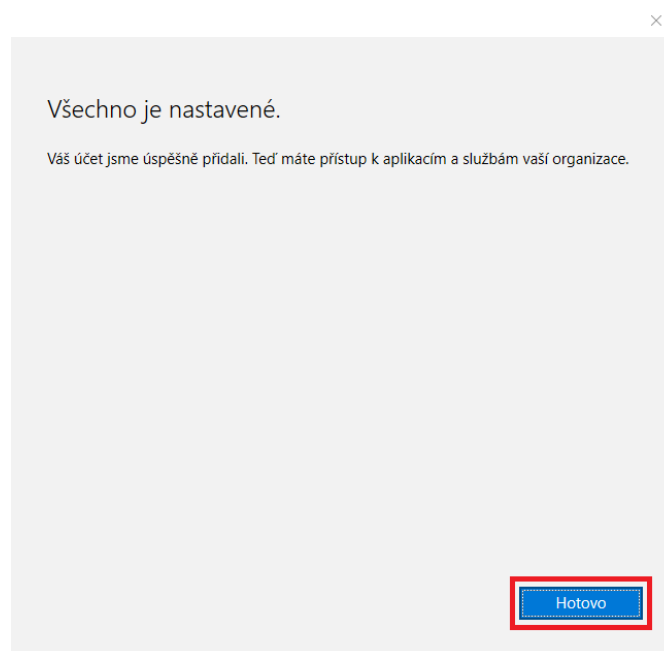 Všechno je nastavené.
Váš účet jsme úspěšně přidali. Teď máte přístup k aplikacím a službám vaší organizace.
Hotovo